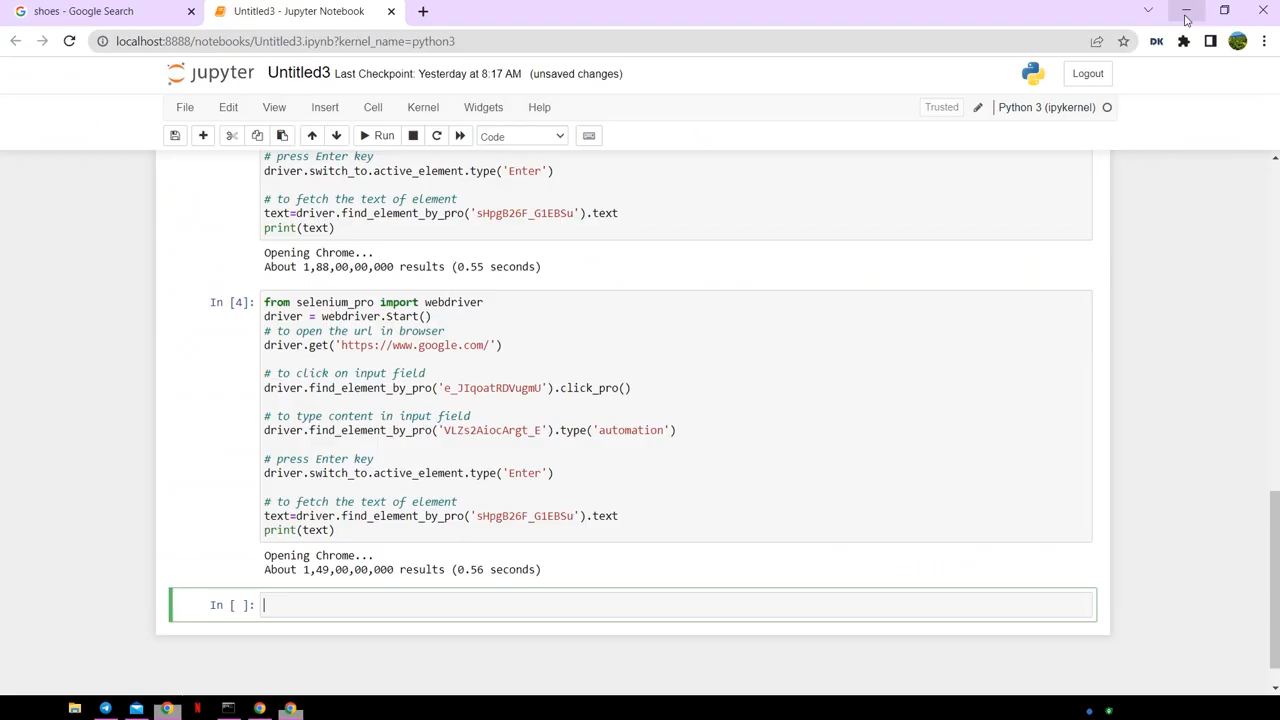 shoes - Google Search
Untitled3 - Jupyter Notebook
localhost:8888/notebooks/Untitled3.ipynb?kernel_name=python3
DK
jupyter Untitled3 Last Checkpoint: Yesterday at 8:17 AM (unsaved changes)
Logout
File Edit View Insert Cell Kernel Widgets Help
Trusted Python 3 (ipykernel)
Run Code
# press Enter key
driver.switch_to.active_element.type('Enter')
# to fetch the text of element
text=driver.find_element_by_pro('sHpgB26F_G1EBSu').text
print(text)
Opening Chrome...
About 1,88,00,00,000 results (0.55 seconds)
In [4]:
from selenium_pro import webdriver
driver = webdriver.Start()
# to open the url in browser
driver.get('https://www.google.com/')
# to click on input field
driver.find_element_by_pro('e_JIqoatRDVugmU').click_pro()
# to type content in input field
driver.find_element_by_pro('VLZs2AiocArgt_E').type('automation')
# press Enter key
driver.switch_to.active_element.type('Enter')
# to fetch the text of element
text=driver.find_element_by_pro('sHpgB26F_G1EBSu').text
print(text)
Opening Chrome...
About 1,49,00,00,000 results (0.56 seconds)
In [ ]: